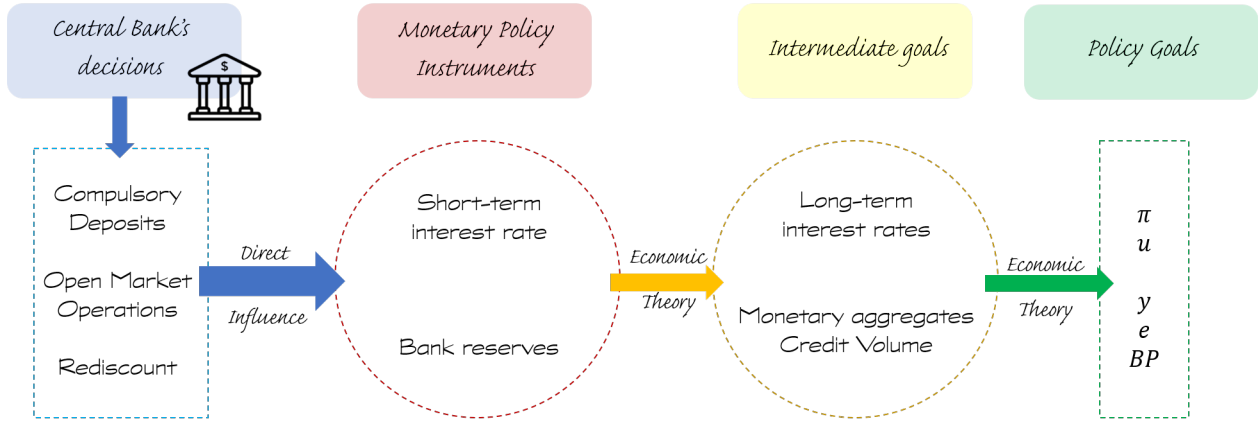 Central Bank's
decisions
$
Monetary Policy
Instruments
Intermediate goals
Policy Goals
Compulsory
Deposits
Open Market
Operations
Rediscount
Direct
Influence
Short-term
interest rate
Bank reserves
Economic
Theory
Long-term
interest rates
Monetary aggregates
Credit Volume
Economic
Theory
π
u
y
e
BP